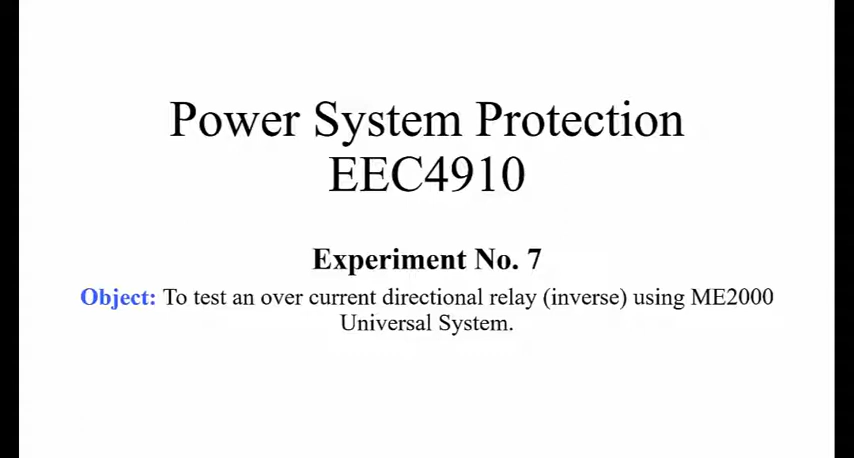 Power System Protection
EEC4910
Experiment No. 7
Object: To test an over current directional relay (inverse) using ME2000
Universal System.